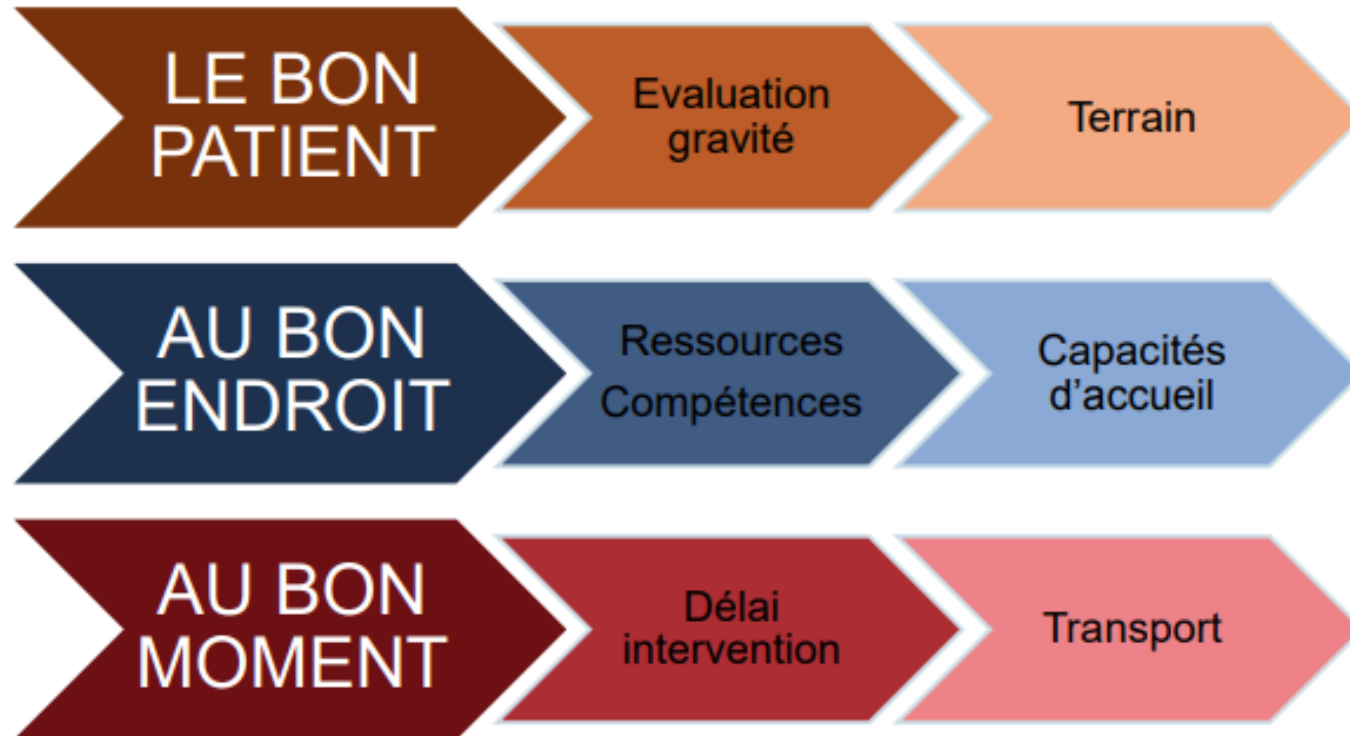 LE BON
PATIENT
Evaluation
gravité
Terrain
AU BON
ENDROIT
Ressources
Compétences
Capacités
d'accueil
AU BON
MOMENT
Délai
intervention
Transport